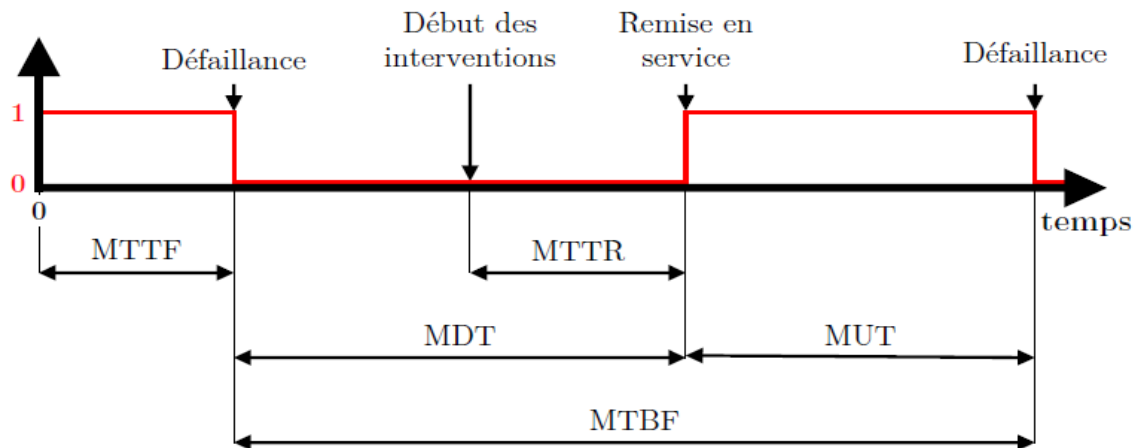 Début des
interventions
Remise en
service
Défaillance
Défaillance
1
0
0
temps
MTTF
MTTR
MDT
MUT
MTBF